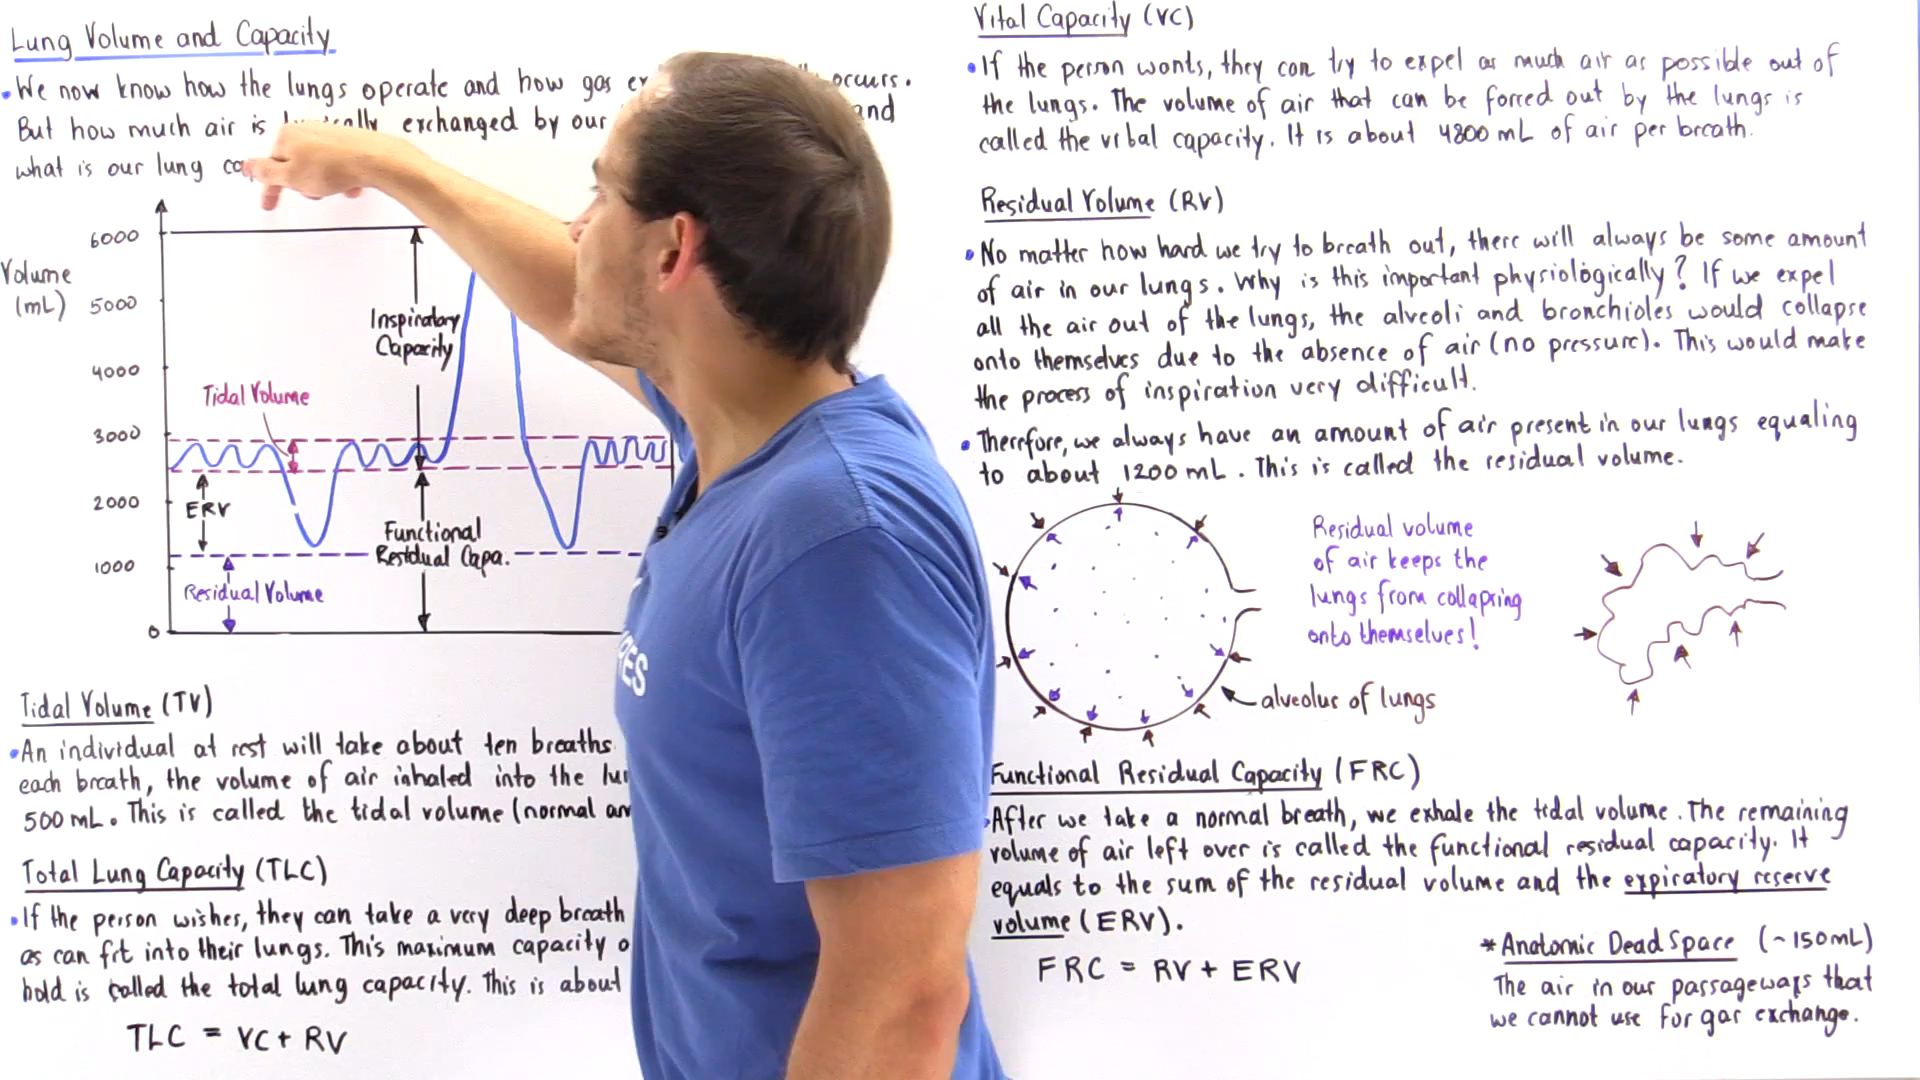 Lung Volume and Capacity
• We now know how the lungs operate and how gas occurs.
But how much air is exchanged by our and
what is our lung
6000
Volume
(mL)
5000
Inspiratory
Capacity
4000
Tidal Volume
3000
2000
ERV
Functional
Residual Capa.
1000
Residual Volume
0
Tidal Volume (TV)
• An individual at rest will take about ten breaths
each breath, the volume of air inhaled into the
500 mL. This is called the tidal volume (normal
Total Lung Capacity (TLC)
• If the person wishes, they can take a very deep breath
as can fit into their lungs. This maximum capacity
hold is called the total lung capacity. This is about
TLC = VC + RV
Vital Capacity (VC)
• If the person wants, they can try to expel as much air as possible out of
the lungs. The volume of air that can be forced out by the lungs is
called the vital capacity. It is about 4800 mL of air per breath.
Residual Volume (RV)
• No matter how hard we try to breath out, there will always be some amount
of air in our lungs. Why is this important physiologically? If we expel
all the air out of the lungs, the alveoli and bronchioles would collapse
onto themselves due to the absence of air (no pressure). This would make
the process of inspiration very difficult.
• Therefore, we always have an amount of air present in our lungs equaling
to about 1200 mL. This is called the residual volume.
Residual volume
of air keeps the
lungs from collapsing
onto themselves!
alveolus of lungs
Functional Residual Capacity (FRC)
• After we take a normal breath, we exhale the tidal volume. The remaining
volume of air left over is called the functional residual capacity. It
equals to the sum of the residual volume and the expiratory reserve
volume (ERV).
FRC = RV + ERV
* Anatomic Dead Space (~150mL)
The air in our passageways that
we cannot use for gas exchange.